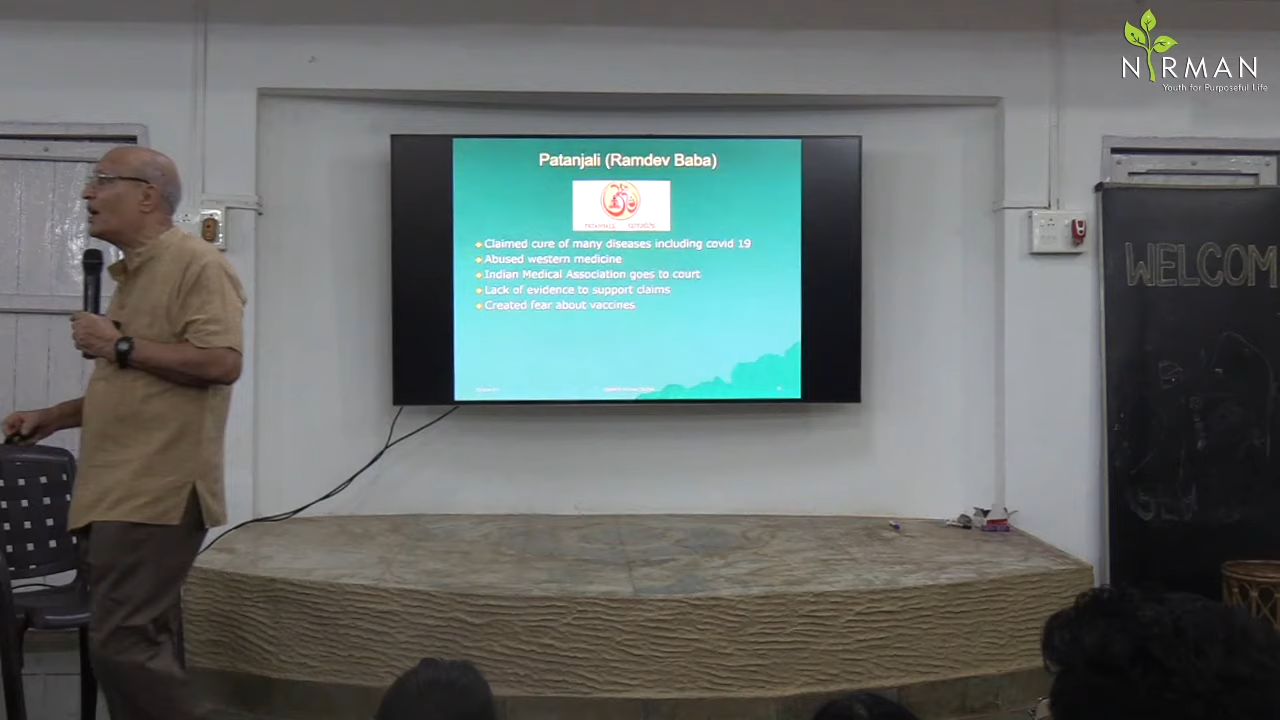 NIRMAN
Youth for Purposeful Life
Patanjali (Ramdev Baba)
Claimed cure of many diseases including covid 19
Abused western medicine
Indian Medical Association goes to court
Lack of evidence to support claims
Created fear about vaccines
WELCOM